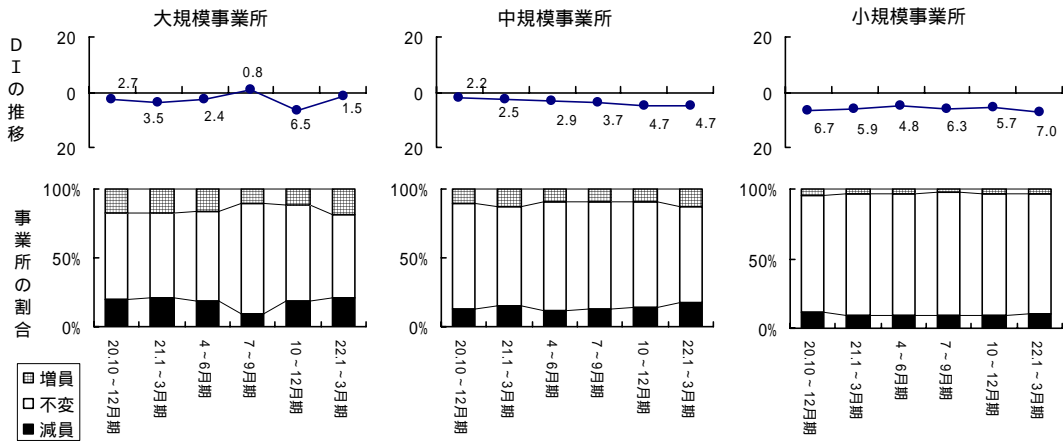 大規模事業所
中規模事業所
小規模事業所
ＤＩの推移
20
0
20
2.7
3.5
2.4
0.8
6.5
1.5
20
0
20
2.2
2.5
2.9
3.7
4.7
4.7
20
0
20
6.7
5.9
4.8
6.3
5.7
7.0
事業所の割合
100%
50%
0%
100%
50%
0%
100%
50%
0%
20.10～12月期
21.1～3月期
4～6月期
7～9月期
10～12月期
22.1～3月期
20.10～12月期
21.1～3月期
4～6月期
7～9月期
10～12月期
22.1～3月期
20.10～12月期
21.1～3月期
4～6月期
7～9月期
10～12月期
22.1～3月期
増員
不変
減員